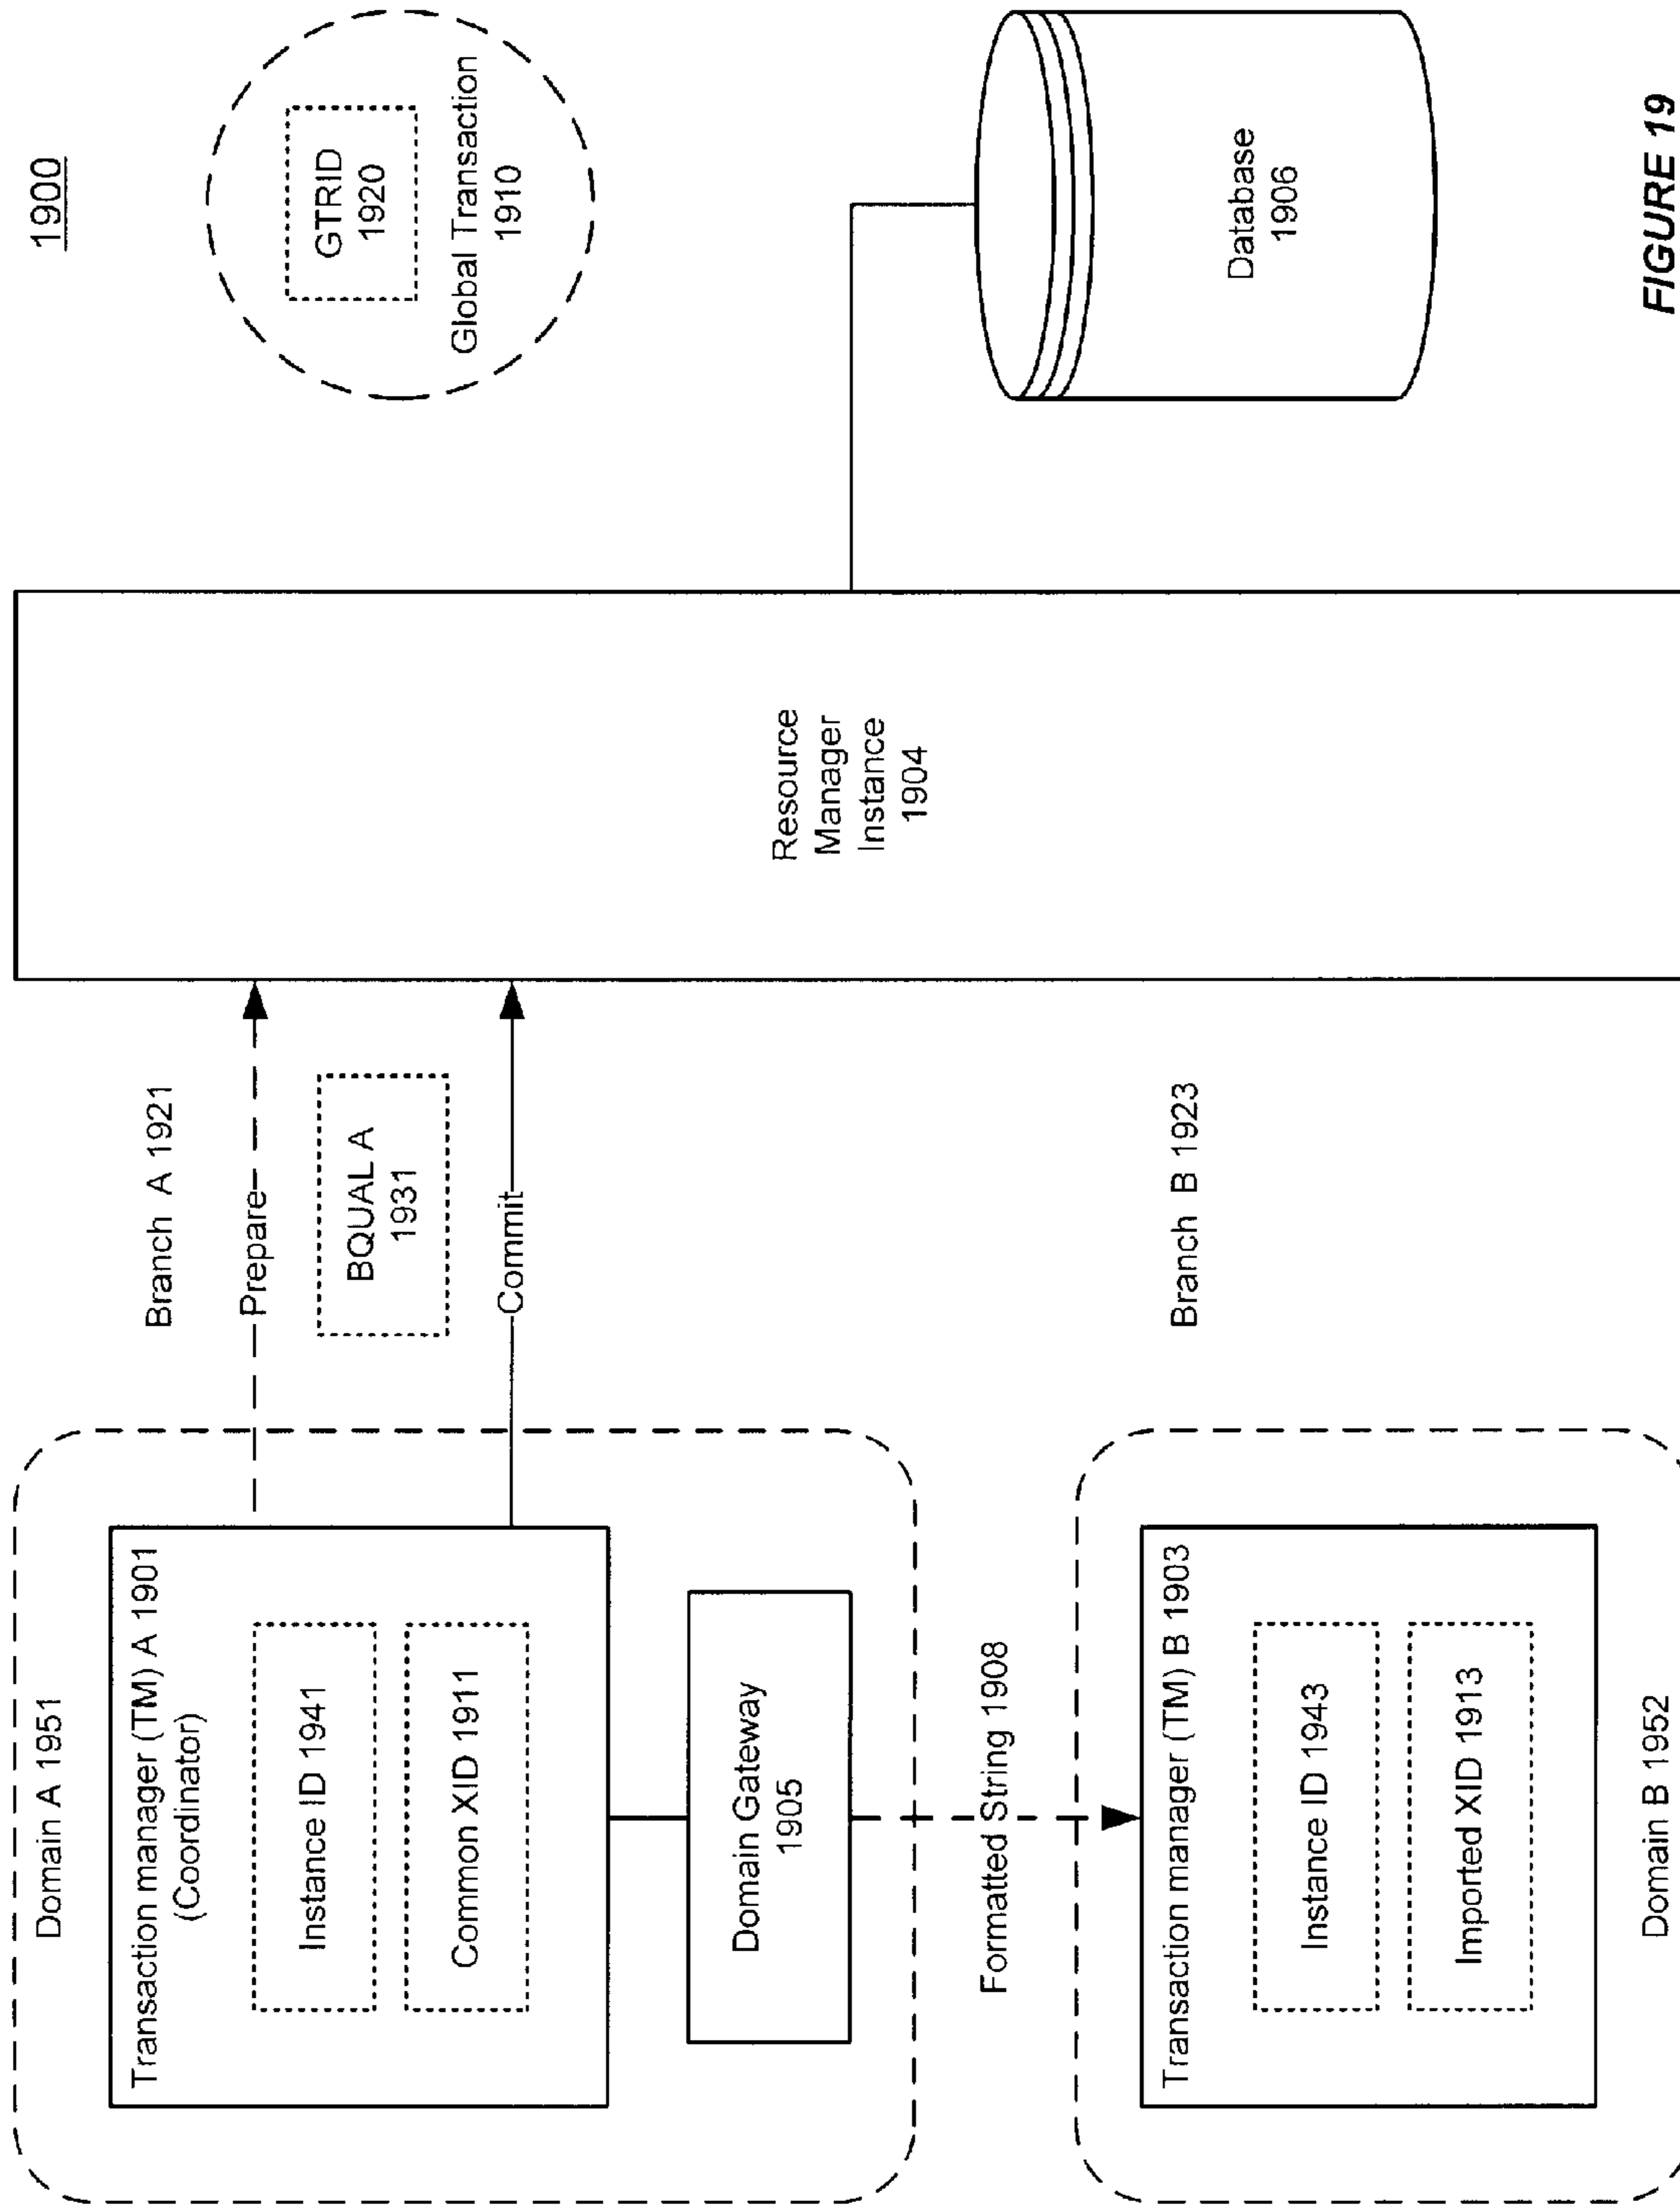 1900
Domain A 1951
Transaction manager (TM) A 1901
(Coordinator)
Instance ID 1941
Common XID 1911
Domain Gateway
1905
Formatted String 1908
Transaction manager (TM) B 1903
Instance ID 1943
Imported XID 1913
Domain B 1952
Branch A 1921
Prepare
BQUAL A
1931
Commit
Branch B 1923
Resource
Manager
Instance
1904
GTRID
1920
Global Transaction
1910
Database
1906
FIGURE 19